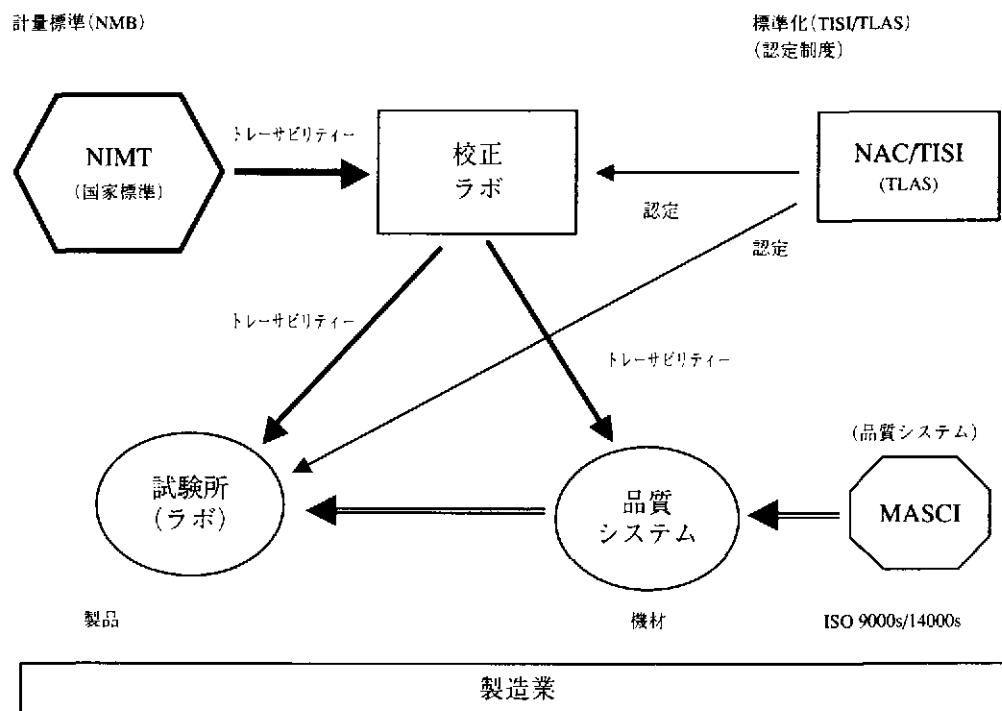 計量標準(NMB)
標準化(TISI/TLAS)
(認定制度)
NIMT
(国家標準)
トレーサビリティー
校正
ラボ
認定
NAC/TISI
(TLAS)
認定
トレーサビリティー
トレーサビリティー
試験所
(ラボ)
品質
システム
(品質システム)
MASCI
製品
機材
ISO 9000s/14000s
製造業